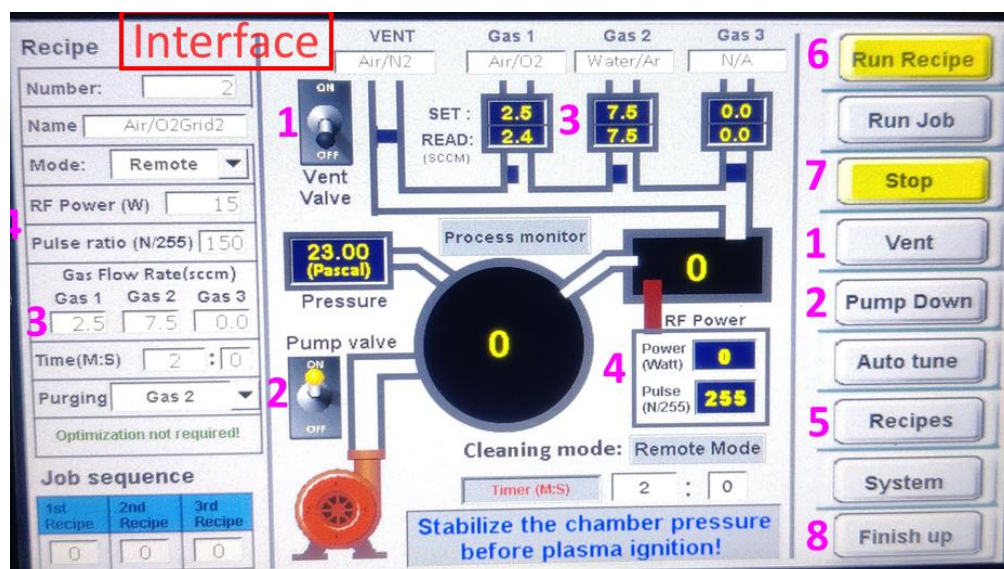 Interface
Recipe
Number: 2
Name Air/O2Grid2
Mode: Remote
4
RF Power (W) 15
Pulse ratio (N/255) 150
Gas Flow Rate(sccm)
Gas 1 Gas 2 Gas 3
3 2.5 7.5 0.0
Time(M:S) 2 : 0
Purging Gas 2
Optimization not required!
Job sequence
1st Recipe 2nd Recipe 3rd Recipe
0 0 0
VENT Gas 1 Gas 2 Gas 3
Air/N2 Air/O2 Water/Ar N/A
1 ON
OFF
Vent
Valve
SET : 2.5 3 7.5 0.0
READ: 2.4 7.5 0.0
(SCCM)
Process monitor
23.00
(Pascal)
Pressure
0
0
Pump valve
2 ON
OFF
RF Power
4
Power
(Watt) 0
Pulse
(N/255) 255
Cleaning mode: Remote Mode
Timer (M:S) 2 : 0
Stabilize the chamber pressure
before plasma ignition!
6 Run Recipe
Run Job
7 Stop
1 Vent
2 Pump Down
Auto tune
5 Recipes
System
8 Finish up